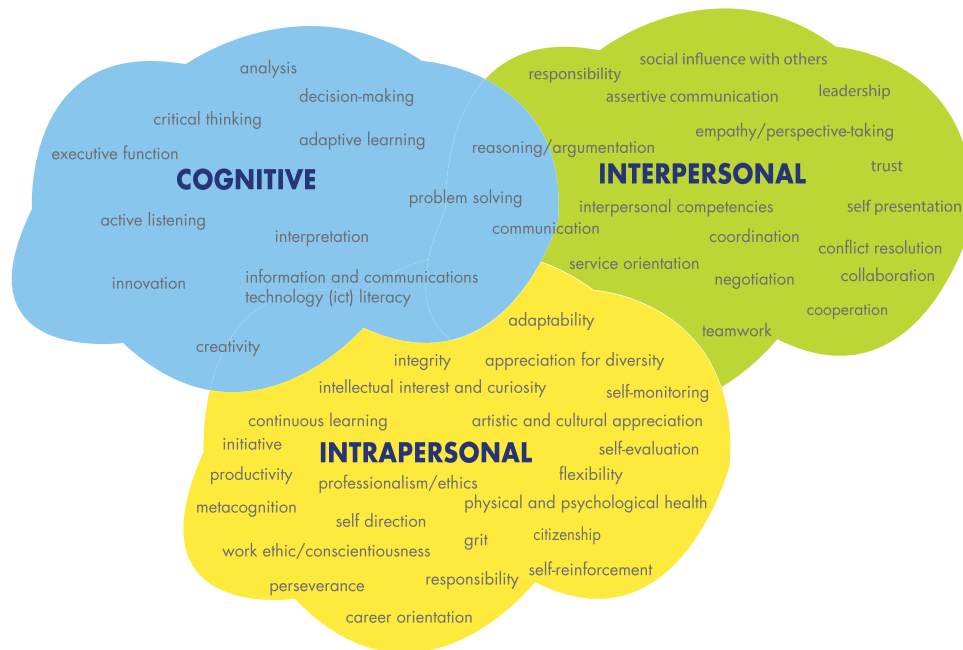 analysis
decision-making
critical thinking
adaptive learning
executive function
COGNITIVE
problem solving
active listening
interpretation
innovation
information and communications
technology (ict) literacy
creativity
social influence with others
responsibility
assertive communication
leadership
empathy/perspective-taking
reasoning/argumentation
trust
INTERPERSONAL
interpersonal competencies
self presentation
communication
coordination
conflict resolution
service orientation
negotiation
collaboration
cooperation
teamwork
adaptability
integrity
appreciation for diversity
intellectual interest and curiosity
self-monitoring
continuous learning
artistic and cultural appreciation
initiative
INTRAPERSONAL
self-evaluation
productivity
professionalism/ethics
flexibility
metacognition
physical and psychological health
self direction
grit
citizenship
work ethic/conscientiousness
self-reinforcement
perseverance
responsibility
career orientation